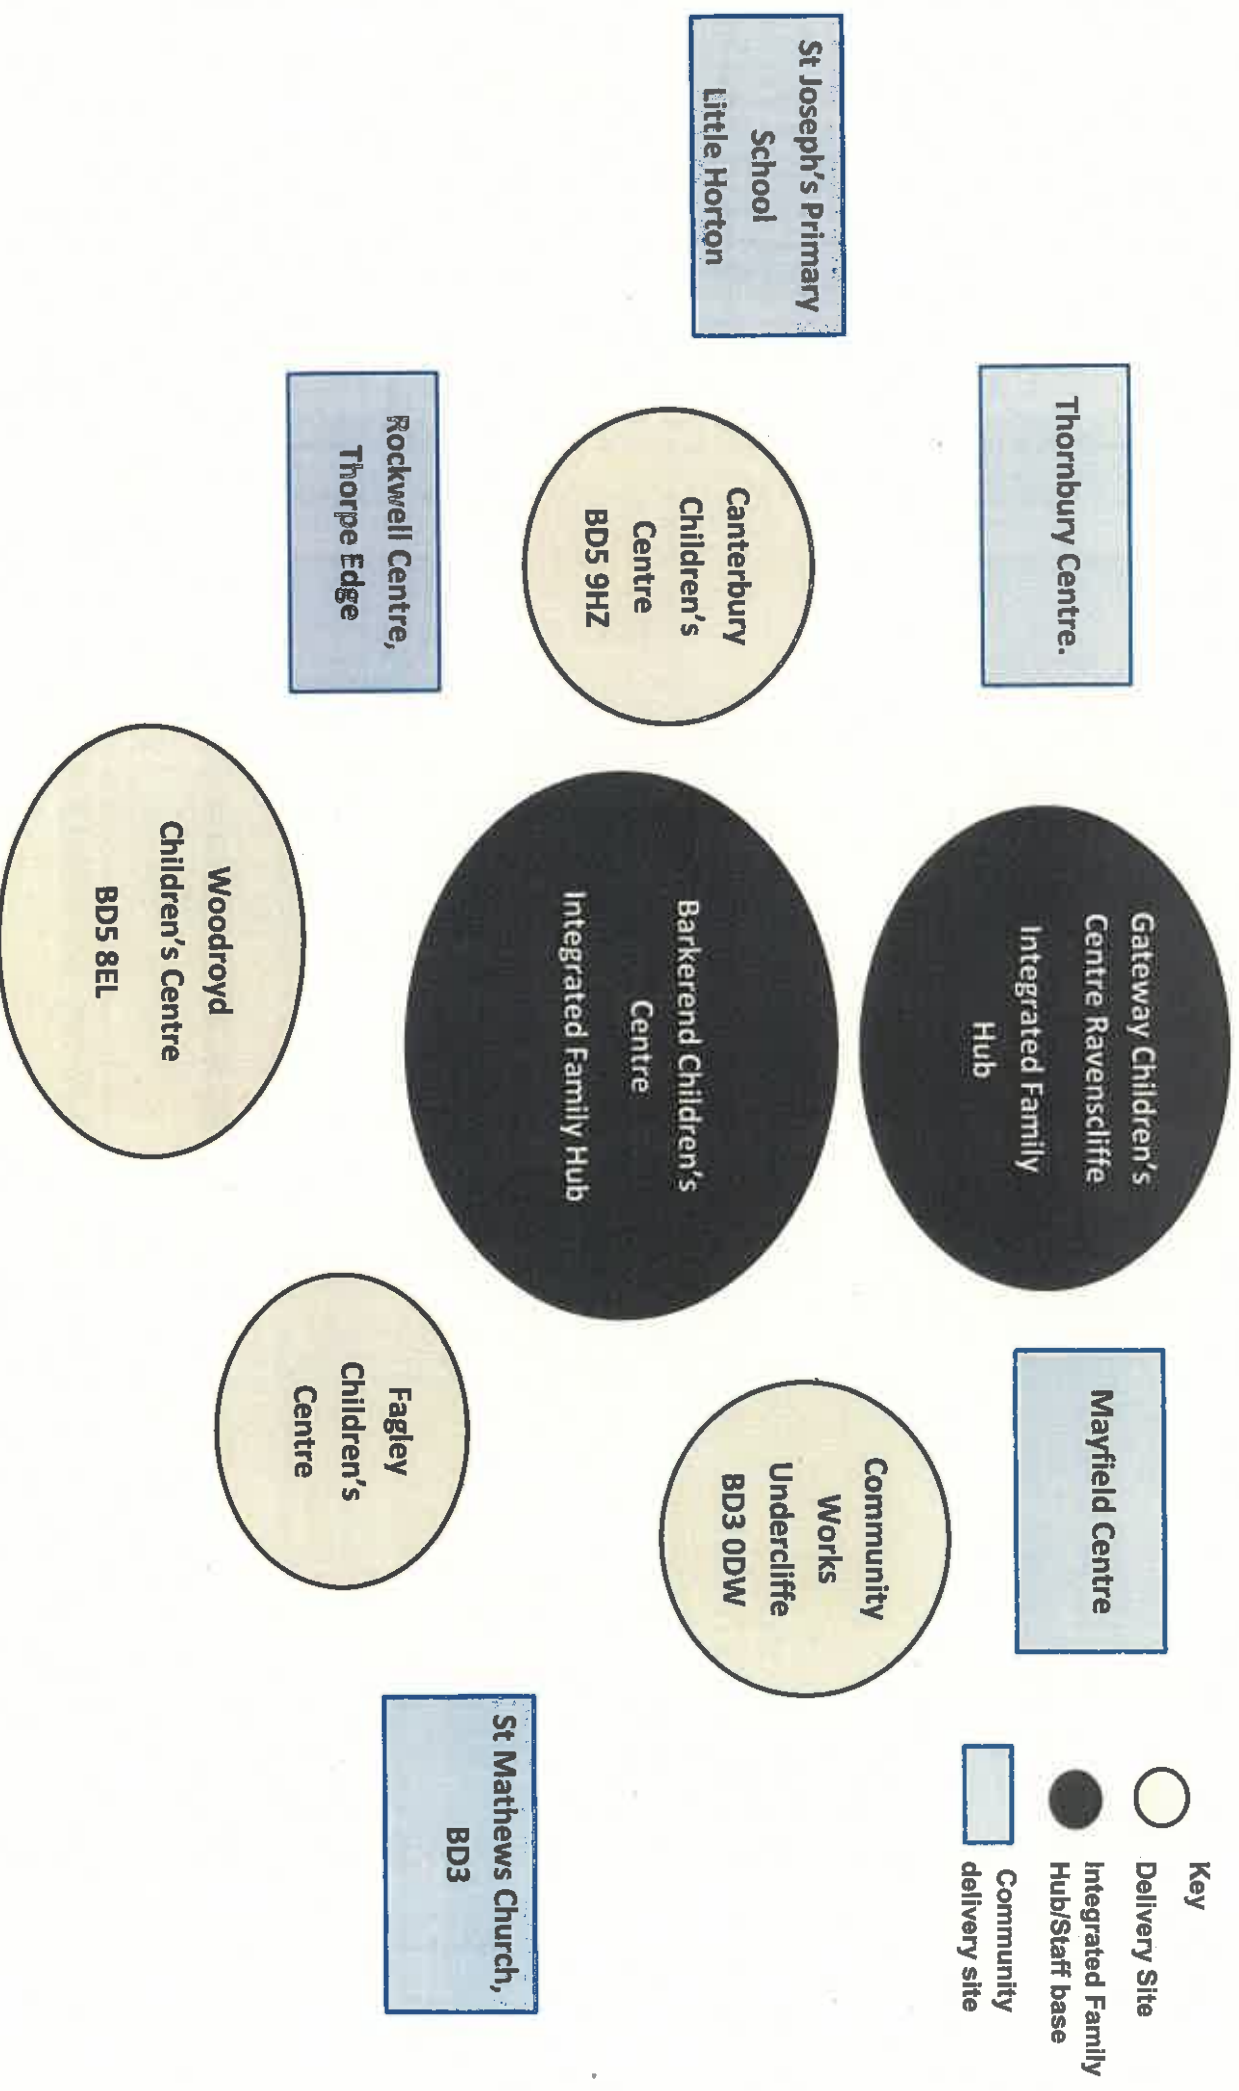 Key
Delivery Site
Integrated Family
Hub/Staff base
Community
delivery site
Gateway Children's
Centre Ravenscliffe
Integrated Family
Hub
Mayfield Centre
Thornbury Centre.
St Joseph's Primary
School
Little Horton
Community
Works
Undercliffe
BD3 0DW
Canterbury
Children's
Centre
BD5 9HZ
Barkerend Children's
Centre
Integrated Family Hub
St Mathews Church,
BD3
Rockwell Centre,
Thorpe Edge
Fagley
Children's
Centre
Woodroyd
Children's Centre
BD5 8EL